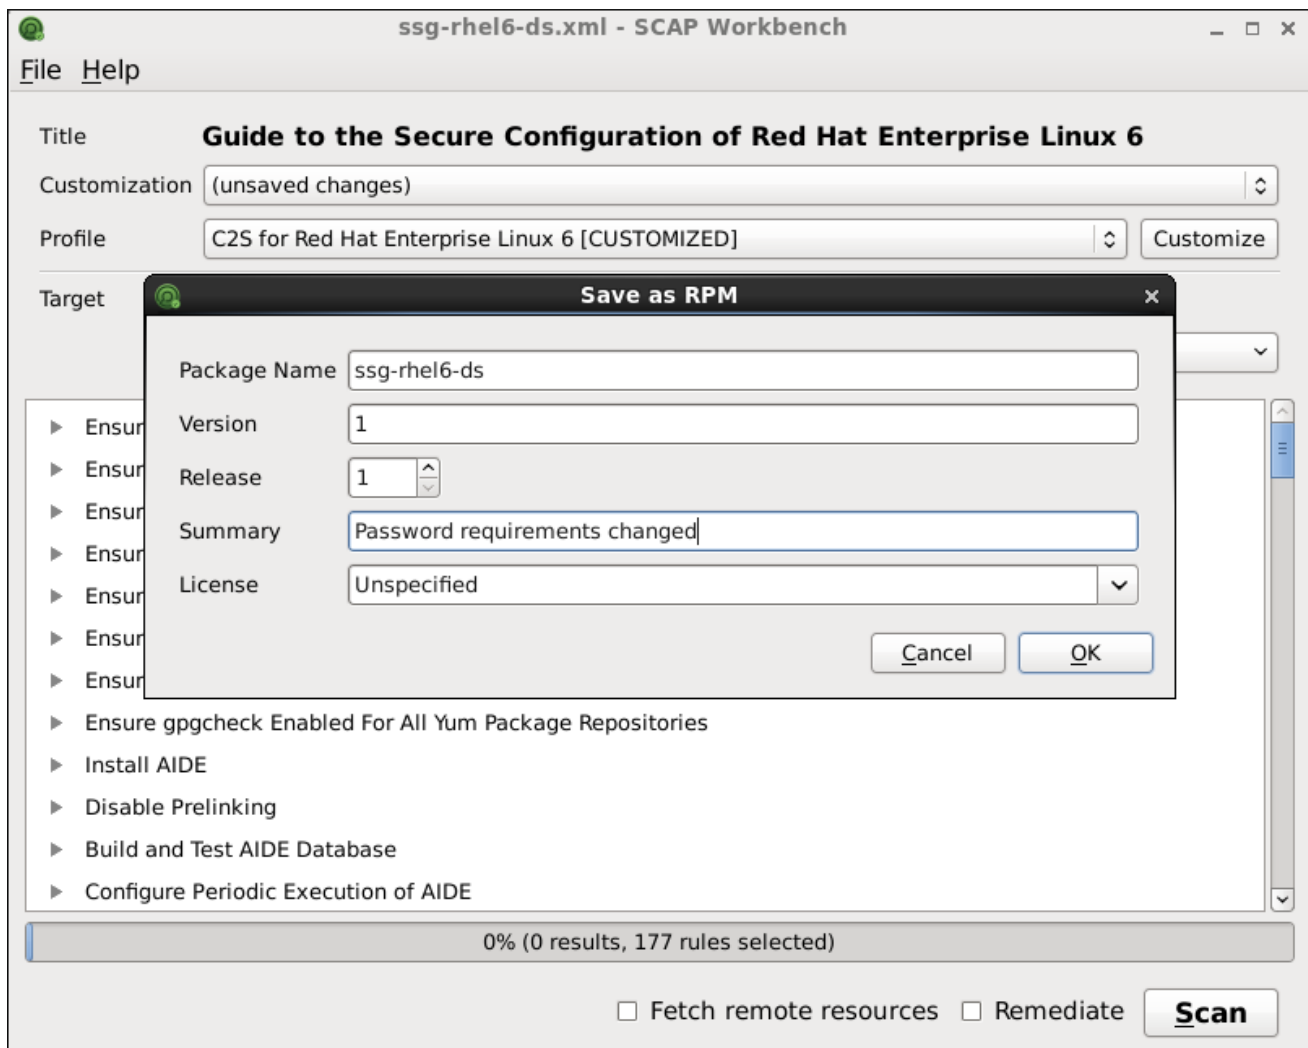 ssg-rhel6-ds.xml - SCAP Workbench
File Help
Title Guide to the Secure Configuration of Red Hat Enterprise Linux 6
Customization (unsaved changes)
Profile C2S for Red Hat Enterprise Linux 6 [CUSTOMIZED] Customize
Target
Save as RPM
Package Name ssg-rhel6-ds
Version 1
Release 1
Summary Password requirements changed
License Unspecified
Cancel OK
Ensur
Ensur
Ensur
Ensur
Ensur
Ensur
Ensur
Ensure gpgcheck Enabled For All Yum Package Repositories
Install AIDE
Disable Prelinking
Build and Test AIDE Database
Configure Periodic Execution of AIDE
0% (0 results, 177 rules selected)
Fetch remote resources Remediate Scan